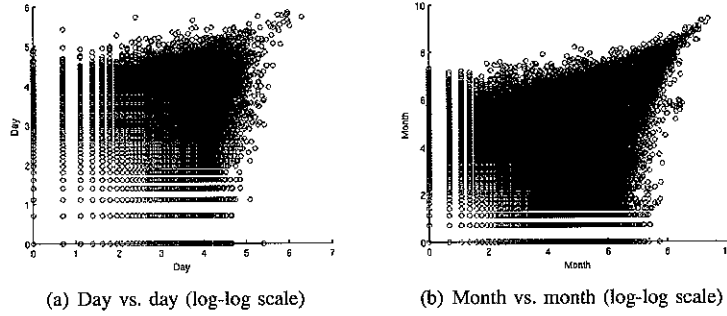 6
5
4
3
2
1
0
Day
0 1 2 3 4 5 6 7
Day
10
8
6
4
2
0
Month
0 2 4 6 8 10
Month
(a) Day vs. day (log-log scale)
(b) Month vs. month (log-log scale)